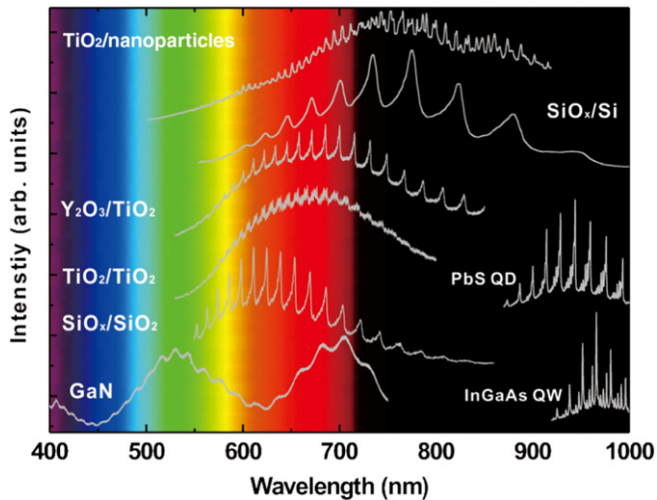 TiO2/nanoparticles
SiOx/Si
Y2O3/TiO2
TiO2/TiO2
PbS QD
SiOx/SiO2
GaN
InGaAs QW
Intenstiy (arb. units)
400 500 600 700 800 900 1000
Wavelength (nm)